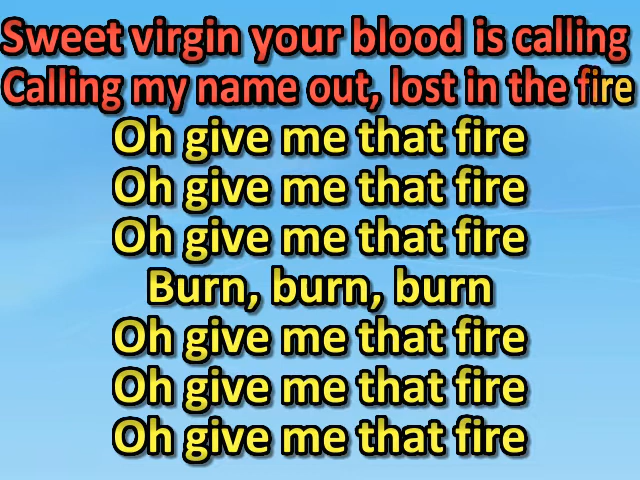 Sweet virgin your blood is calling
Calling my name out, lost in the fire
Oh give me that fire
Oh give me that fire
Oh give me that fire
Burn, burn, burn
Oh give me that fire
Oh give me that fire
Oh give me that fire